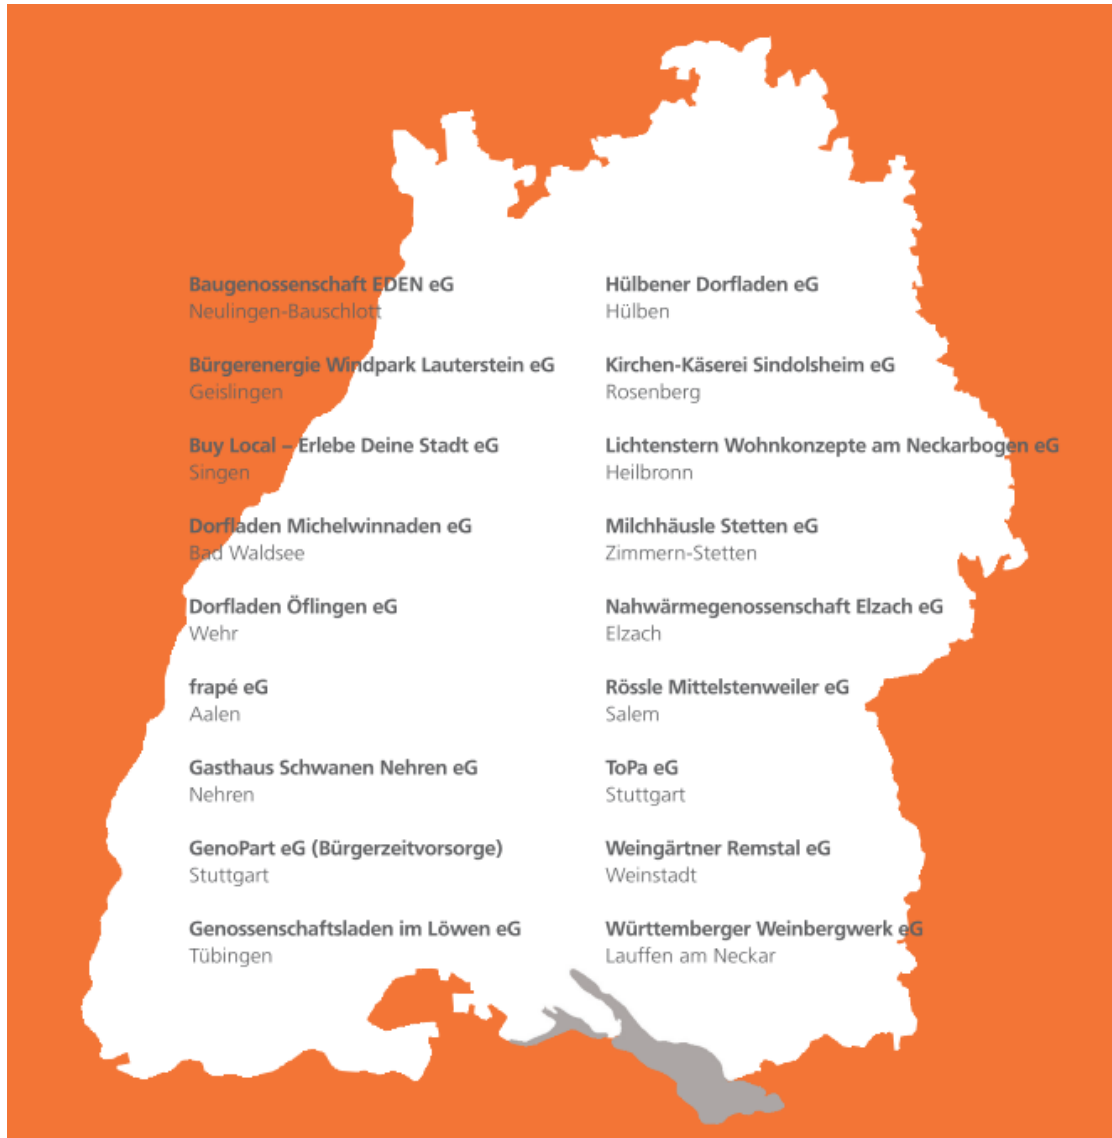 Baugenossenschaft EDEN eG
Neulingen-Bauschlott
Bürgerenergie Windpark Lauterstein eG
Geislingen
Buy Local – Erlebe Deine Stadt eG
Singen
Dorfladen Michelwinnaden eG
Bad Waldsee
Dorfladen Öflingen eG
Wehr
frapé eG
Aalen
Gasthaus Schwanen Nehren eG
Nehren
GenoPart eG (Bürgerzeitvorsorge)
Stuttgart
Genossenschaftsladen im Löwen eG
Tübingen
Hülbener Dorfladen eG
Hülben
Kirchen-Käserei Sindolsheim eG
Rosenberg
Lichtenstern Wohnkonzepte am Neckarbogen eG
Heilbronn
Milchhäusle Stetten eG
Zimmern-Stetten
Nahwärmegenossenschaft Elzach eG
Elzach
Rössle Mittelstenweiler eG
Salem
ToPa eG
Stuttgart
Weingärtner Remstal eG
Weinstadt
Württemberger Weinbergwerk eG
Lauffen am Neckar